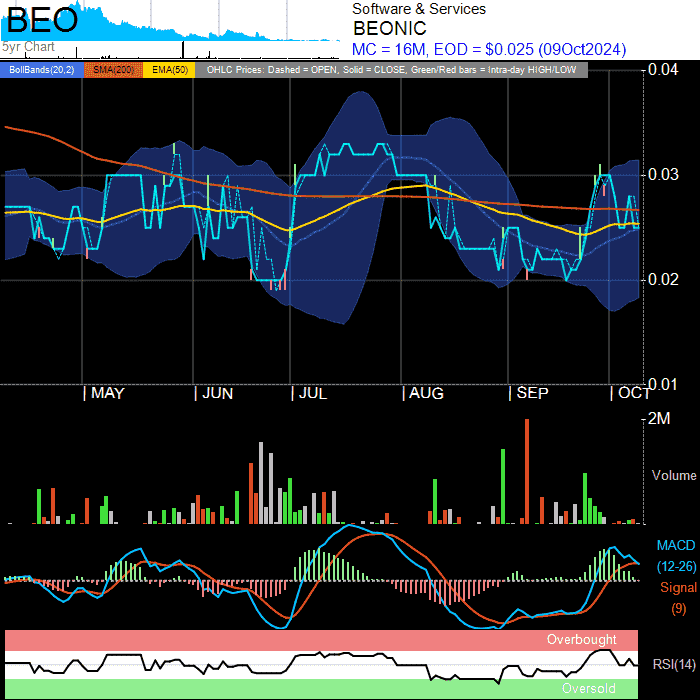 BEO
5yr Chart
Software & Services
BEONIC
MC = 16M, EOD = $0.025 (09Oct2024)
BollBands(20,2) SMA(200) EMA(50) OHLC Prices: Dashed = OPEN, Solid = CLOSE, Green/Red bars = Intra-day HIGH/LOW
0.04
0.03
0.02
0.01
MAY JUN JUL AUG SEP OCT
2M
Volume
MACD
(12-26)
Signal
(9)
Overbought
RSI(14)
Oversold